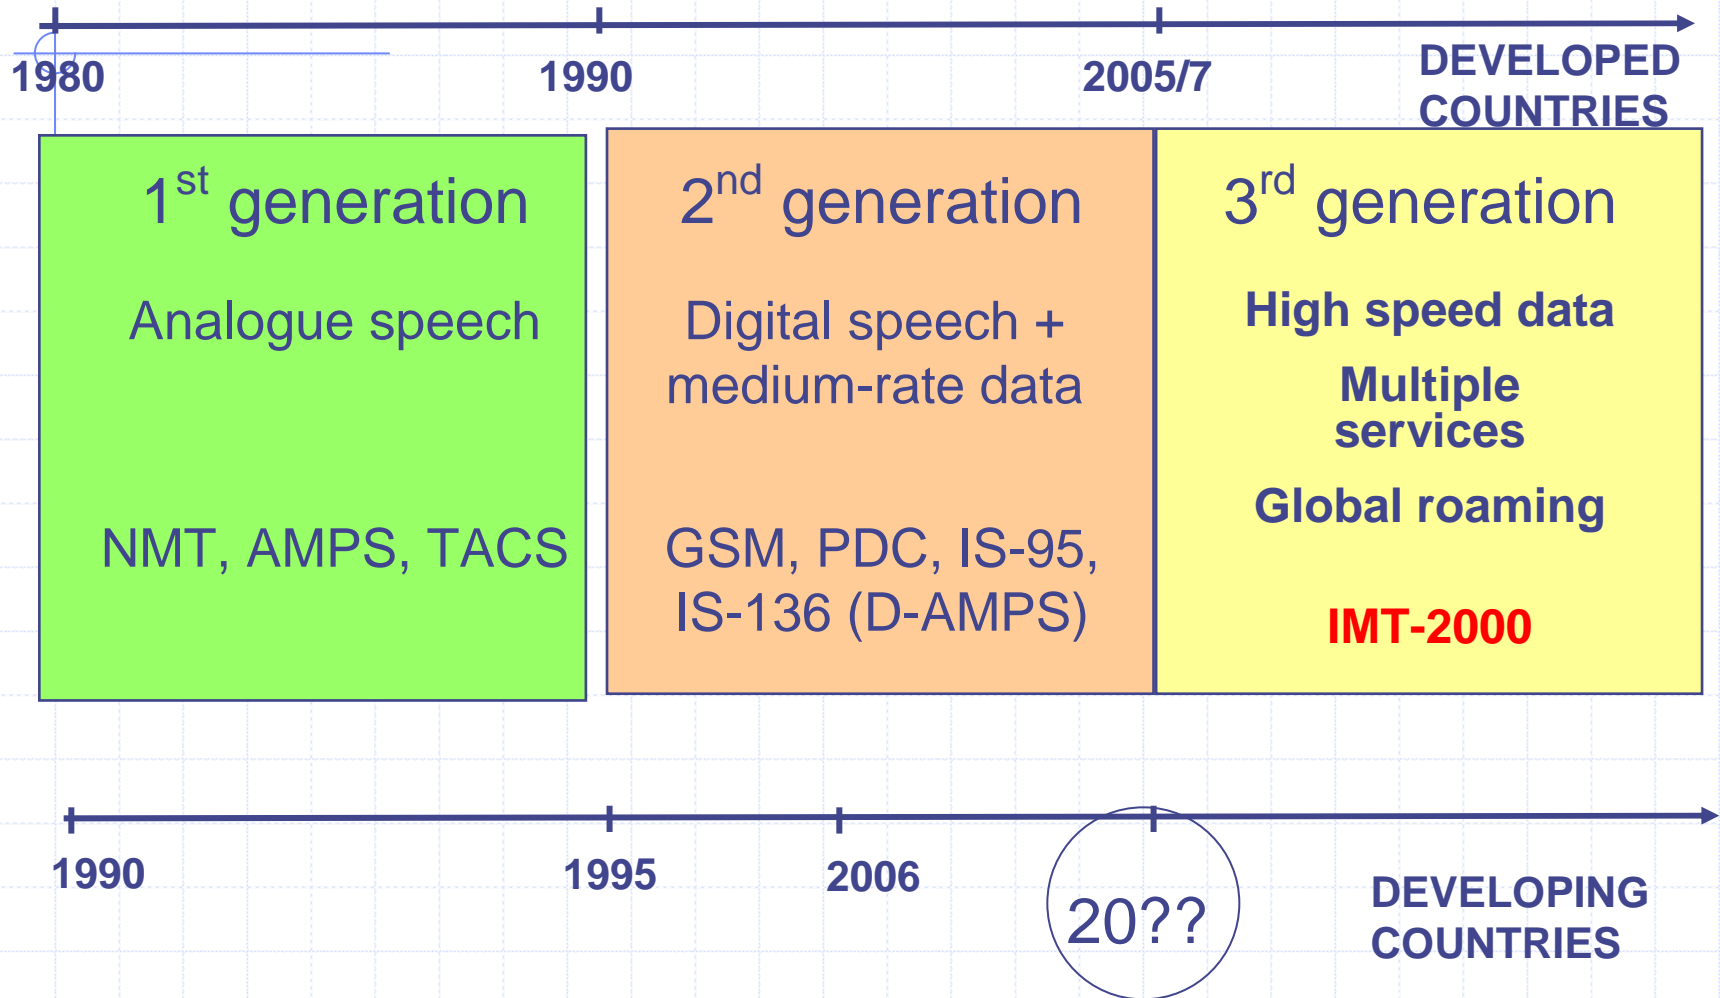 1980
1990
2005/7
DEVELOPED
COUNTRIES
1st generation
Analogue speech
NMT, AMPS, TACS
2nd generation
Digital speech +
medium-rate data
GSM, PDC, IS-95,
IS-136 (D-AMPS)
3rd generation
High speed data
Multiple
services
Global roaming
IMT-2000
1990
1995
2006
20??
DEVELOPING
COUNTRIES